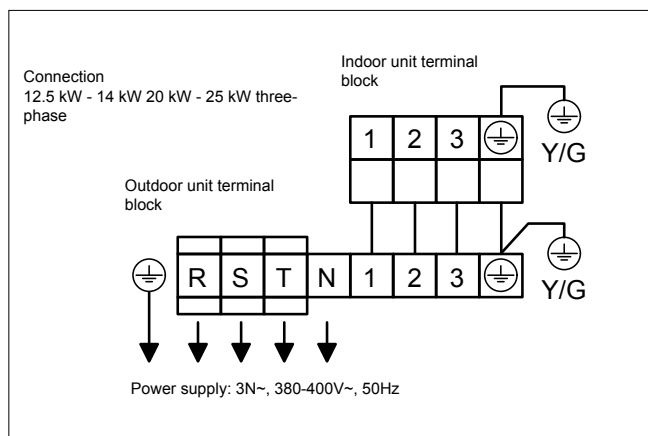 Connection
12.5 kW - 14 kW 20 kW - 25 kW three-
phase
Indoor unit terminal
block
1 2 3
Y/G
Outdoor unit terminal
block
R S T N 1 2 3
Y/G
Power supply: 3N~, 380-400V~, 50Hz